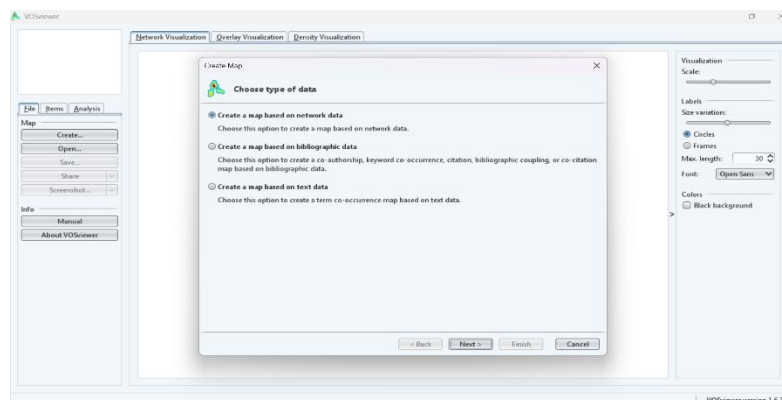 VOSviewer
Network Visualization Overlay Visualization Density Visualization
File Items Analysis
Map
Create...
Open...
Save...
Share
Screenshot...
Info
Manual
About VOSviewer
Create Map
Choose type of data
Create a map based on network data
Choose this option to create a map based on network data.
Create a map based on bibliographic data
Choose this option to create a co-authorship, keyword co-occurrence, citation, bibliographic coupling, or co-citation
map based on bibliographic data.
Create a map based on text data
Choose this option to create a term co-occurrence map based on text data.
< Back Next > Finish Cancel
Visualization
Scale:
Labels
Size variation:
Circles
Frames
Max. length: 30
Font: Open Sans
Colors
Black background
>
VOSviewer version